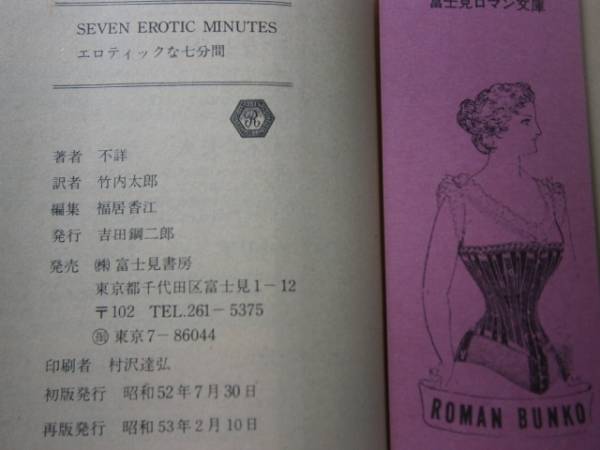 SEVEN EROTIC MINUTES
エロティックな七分間
R
著者 不詳
訳者 竹内太郎
編集 福居香江
発行 吉田鋼二郎
発売 ㈱富士見書房
東京都千代田区富士見1-12
〒102 TEL.261-5375
㊟東京7-86044
印刷者 村沢達弘
初版発行 昭和52年7月30日
再版発行 昭和53年2月10日
富士見ロマン文庫
ROMAN BUNKO